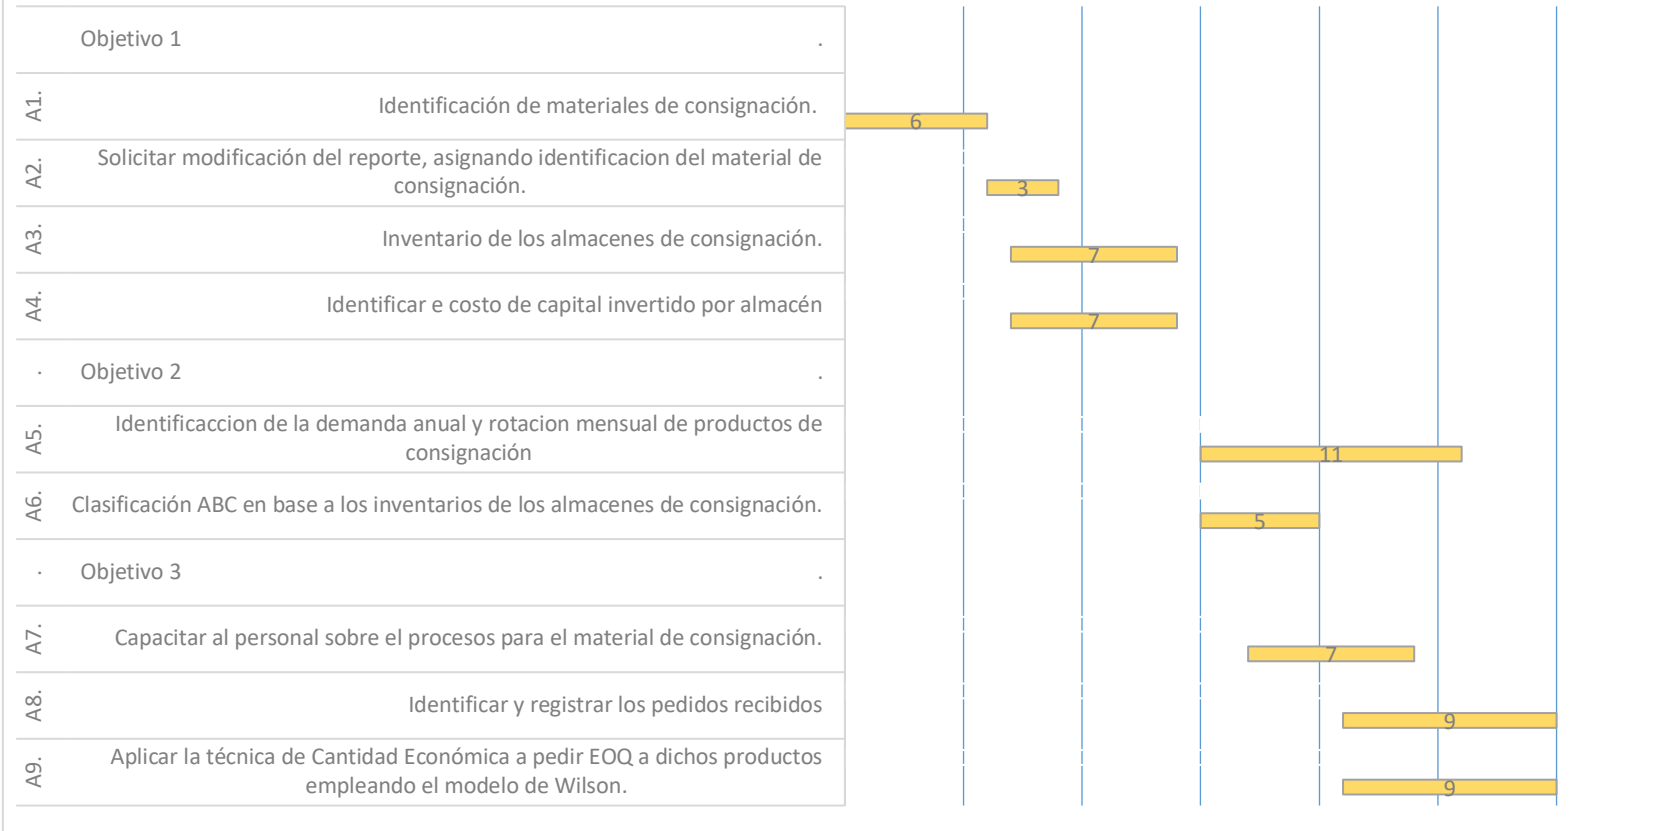 Objetivo 1 .
A1. Identificación de materiales de consignación.
6
A2. Solicitar modificación del reporte, asignando identificacion del material de
consignación.
3
A3. Inventario de los almacenes de consignación.
7
A4. Identificar e costo de capital invertido por almacén
7
. Objetivo 2 .
A5. Identificaccion de la demanda anual y rotacion mensual de productos de
consignación
11
A6. Clasificación ABC en base a los inventarios de los almacenes de consignación.
5
. Objetivo 3 .
A7. Capacitar al personal sobre el procesos para el material de consignación.
7
A8. Identificar y registrar los pedidos recibidos
9
A9. Aplicar la técnica de Cantidad Económica a pedir EOQ a dichos productos
empleando el modelo de Wilson.
9